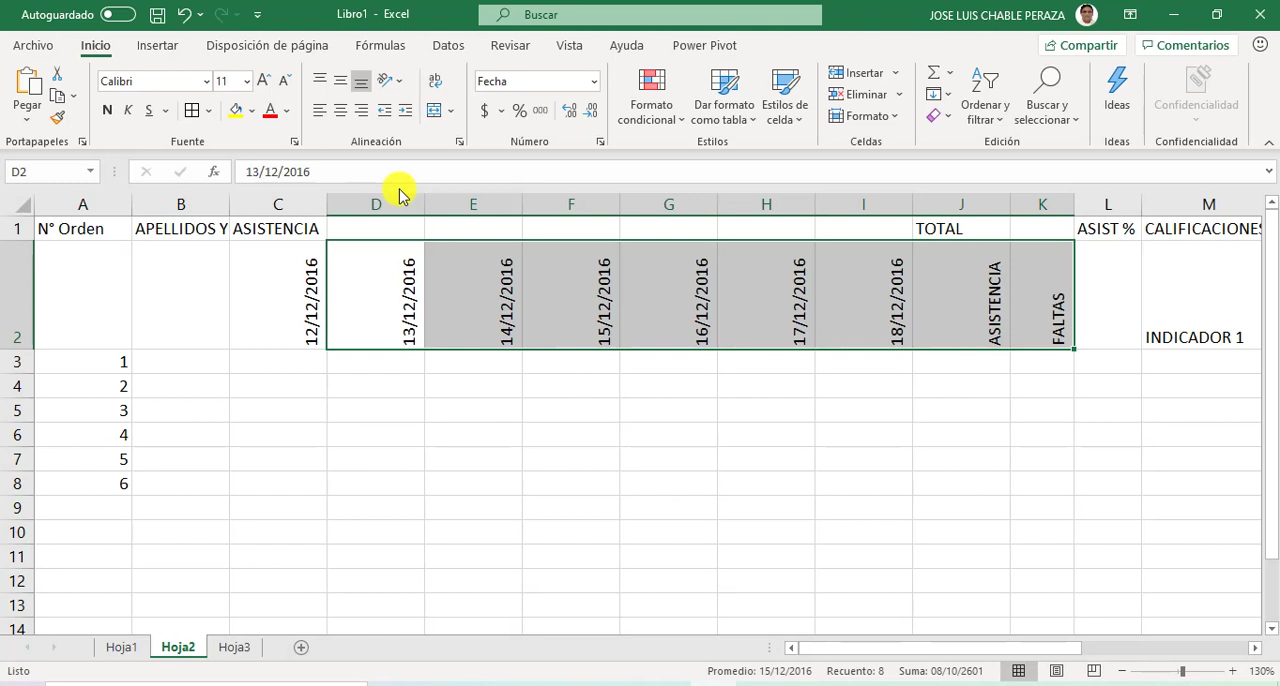 Autoguardado
Libro1 - Excel
Buscar
JOSE LUIS CHABLE PERAZA
Archivo Inicio Insertar Disposición de página Fórmulas Datos Revisar Vista Ayuda Power Pivot
Compartir Comentarios
Pegar
Calibri 11
N K S
Fecha
$ % 000
Formato condicional
Dar formato como tabla
Estilos de celda
Insertar
Eliminar
Formato
Ordenar y filtrar
Buscar y seleccionar
Ideas
Confidencialidad
Portapapeles Fuente Alineación Número Estilos Celdas Edición Ideas Confidencialidad
D2 fx 13/12/2016
A B C D E F G H I J K L M
1 N° Orden APELLIDOS Y ASISTENCIA TOTAL ASIST % CALIFICACIONES
2 12/12/2016 13/12/2016 14/12/2016 15/12/2016 16/12/2016 17/12/2016 18/12/2016 ASISTENCIA FALTAS INDICADOR 1
3 1
4 2
5 3
6 4
7 5
8 6
9
10
11
12
13
14
Hoja1 Hoja2 Hoja3
Listo
Promedio: 15/12/2016 Recuento: 8 Suma: 08/10/2601
130%